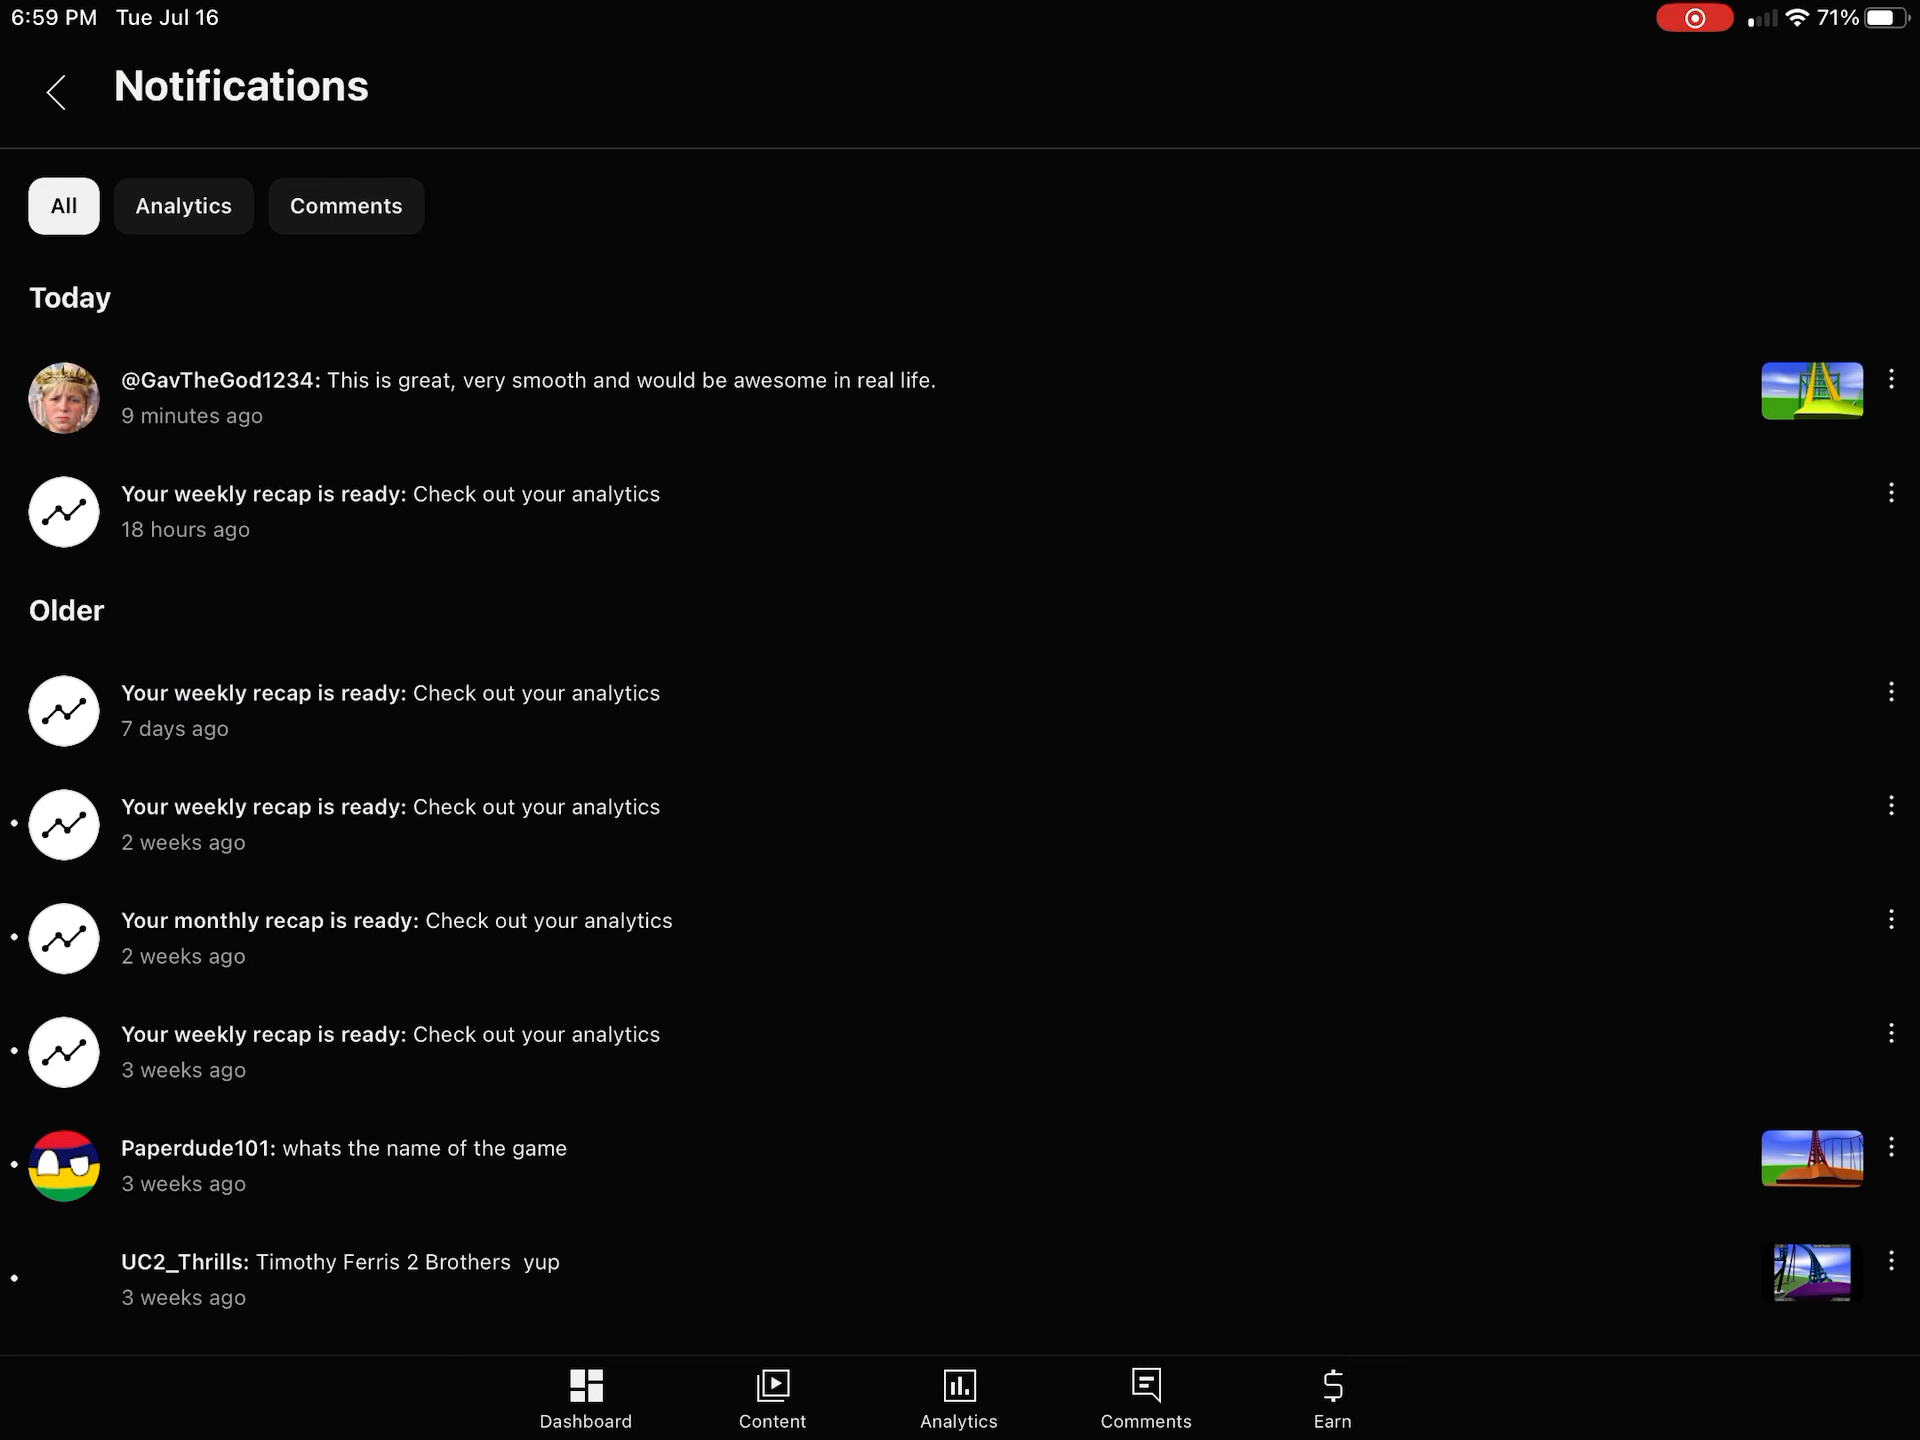 6:59 PM Tue Jul 16 71%
Notifications
All Analytics Comments
Today
@GavTheGod1234: This is great, very smooth and would be awesome in real life.
9 minutes ago
Your weekly recap is ready: Check out your analytics
18 hours ago
Older
Your weekly recap is ready: Check out your analytics
7 days ago
Your weekly recap is ready: Check out your analytics
2 weeks ago
Your monthly recap is ready: Check out your analytics
2 weeks ago
Your weekly recap is ready: Check out your analytics
3 weeks ago
Paperdude101: whats the name of the game
3 weeks ago
UC2_Thrills: Timothy Ferris 2 Brothers  yup
3 weeks ago
Dashboard Content Analytics Comments Earn